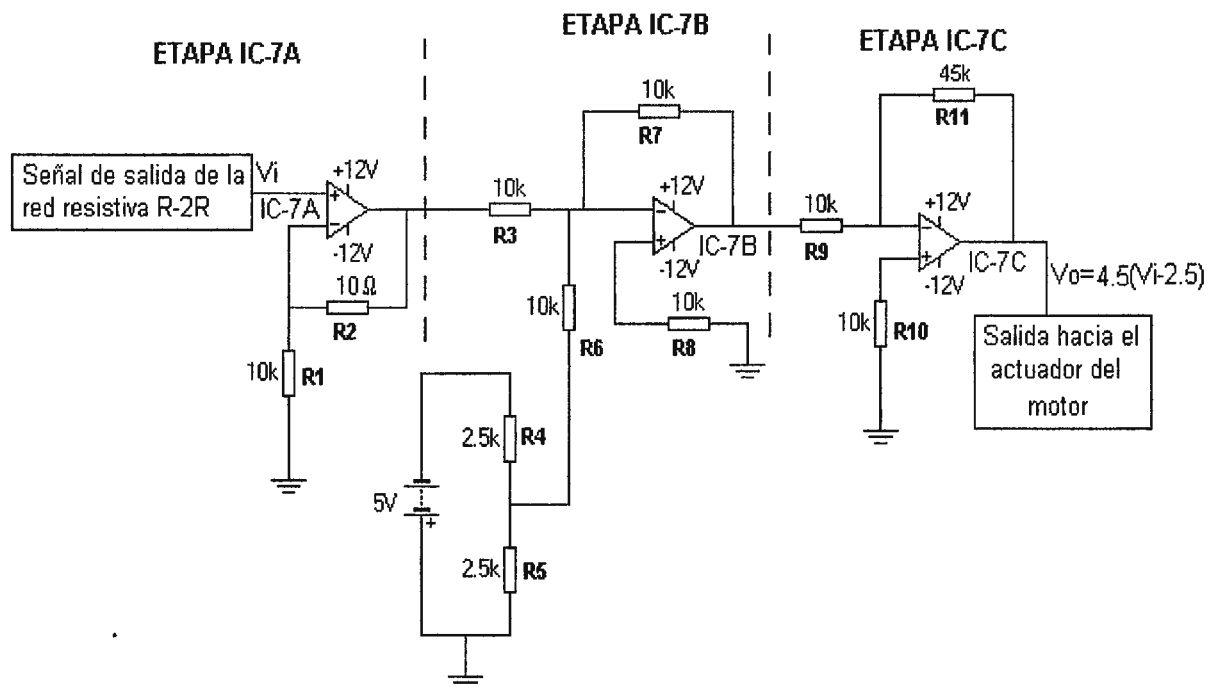 ETAPA IC-7A
ETAPA IC-7B
ETAPA IC-7C
Señal de salida de la
red resistiva R-2R
Vi
+12V
IC-7A
-12V
10Ω
R2
10k
R1
10k
R3
10k
R7
+12V
-12V
IC-7B
10k
R8
10k
R6
2.5k
R4
5V
+
2.5k
R5
10k
R9
45k
R11
+12V
-12V
IC-7C
10k
R10
Vo=4.5(Vi-2.5)
Salida hacia el
actuador del
motor